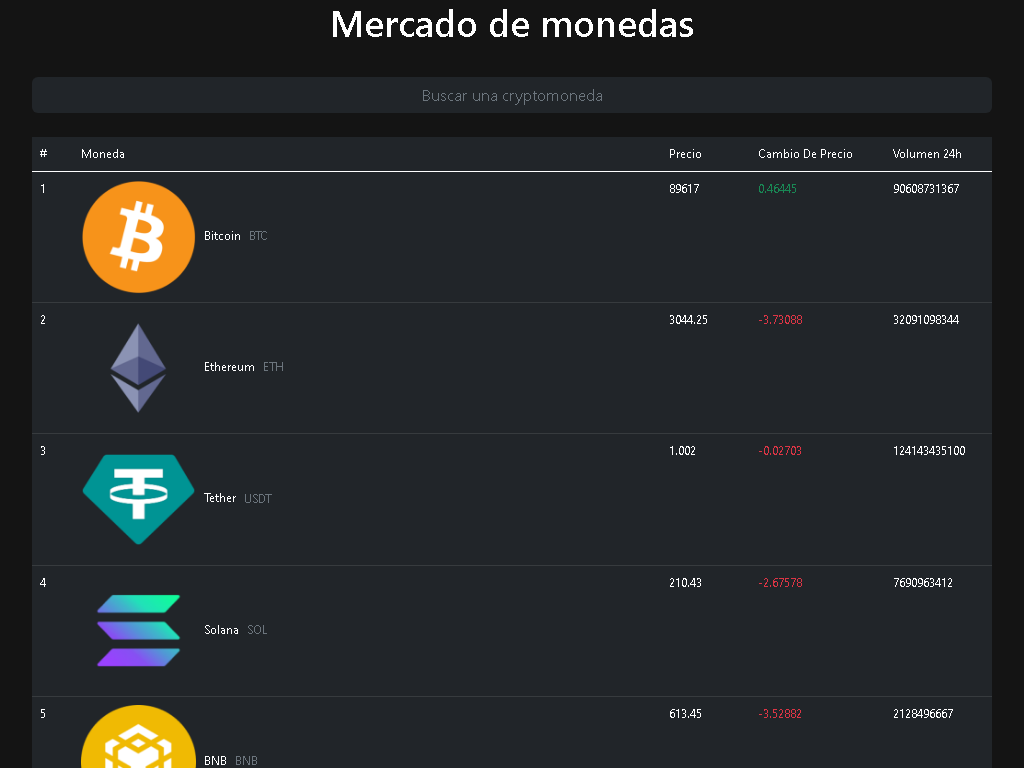 Mercado de monedas
Buscar una cryptomoneda
# Moneda Precio Cambio De Precio Volumen 24h
1 Bitcoin BTC 89617 0.46445 90608731367
2 Ethereum ETH 3044.25 -3.73088 32091098344
3 Tether USDT 1.002 -0.02703 124143435100
4 Solana SOL 210.43 -2.67578 7690963412
5 BNB BNB 613.45 -3.52882 2128496667